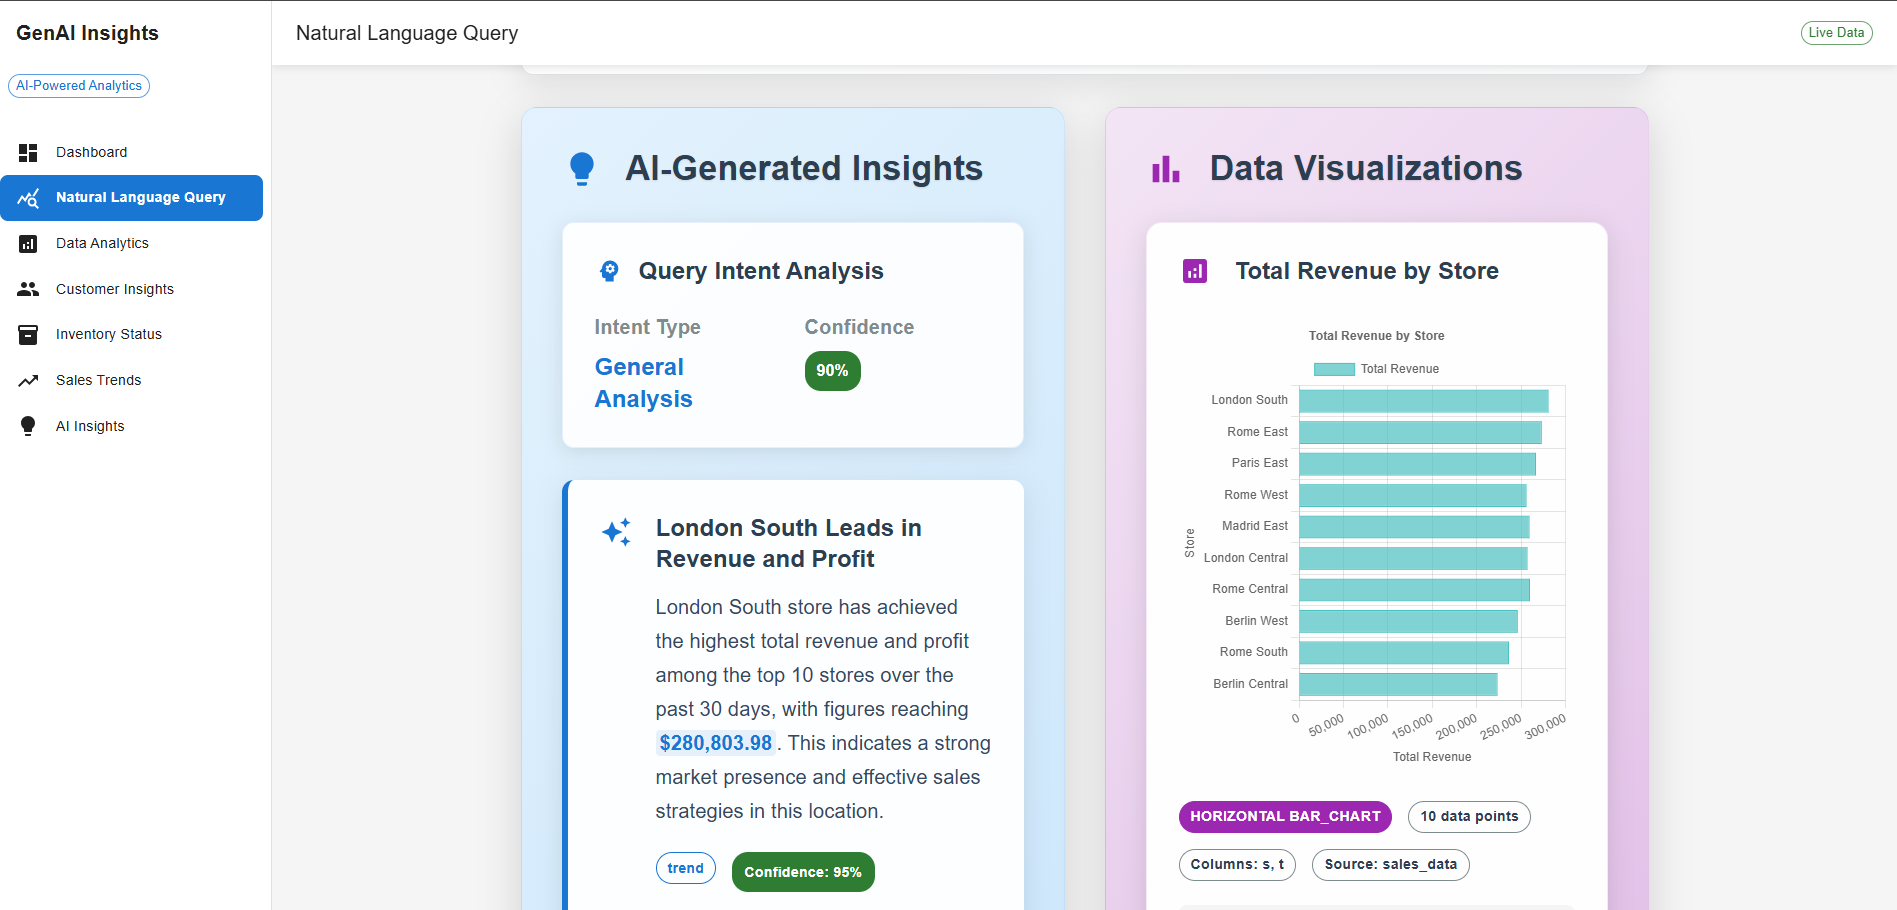 GenAI Insights
AI-Powered Analytics
Dashboard
Natural Language Query
Data Analytics
Customer Insights
Inventory Status
Sales Trends
AI Insights
Natural Language Query
Live Data
AI-Generated Insights
Query Intent Analysis
Intent Type
Confidence
General
Analysis
90%
London South Leads in
Revenue and Profit
London South store has achieved
the highest total revenue and profit
among the top 10 stores over the
past 30 days, with figures reaching
$280,803.98. This indicates a strong
market presence and effective sales
strategies in this location.
trend
Confidence: 95%
Data Visualizations
Total Revenue by Store
Total Revenue by Store
Total Revenue
Store
London South
Rome East
Paris East
Rome West
Madrid East
London Central
Rome Central
Berlin West
Rome South
Berlin Central
0
50,000
100,000
150,000
200,000
250,000
300,000
Total Revenue
HORIZONTAL BAR_CHART
10 data points
Columns: s, t
Source: sales_data